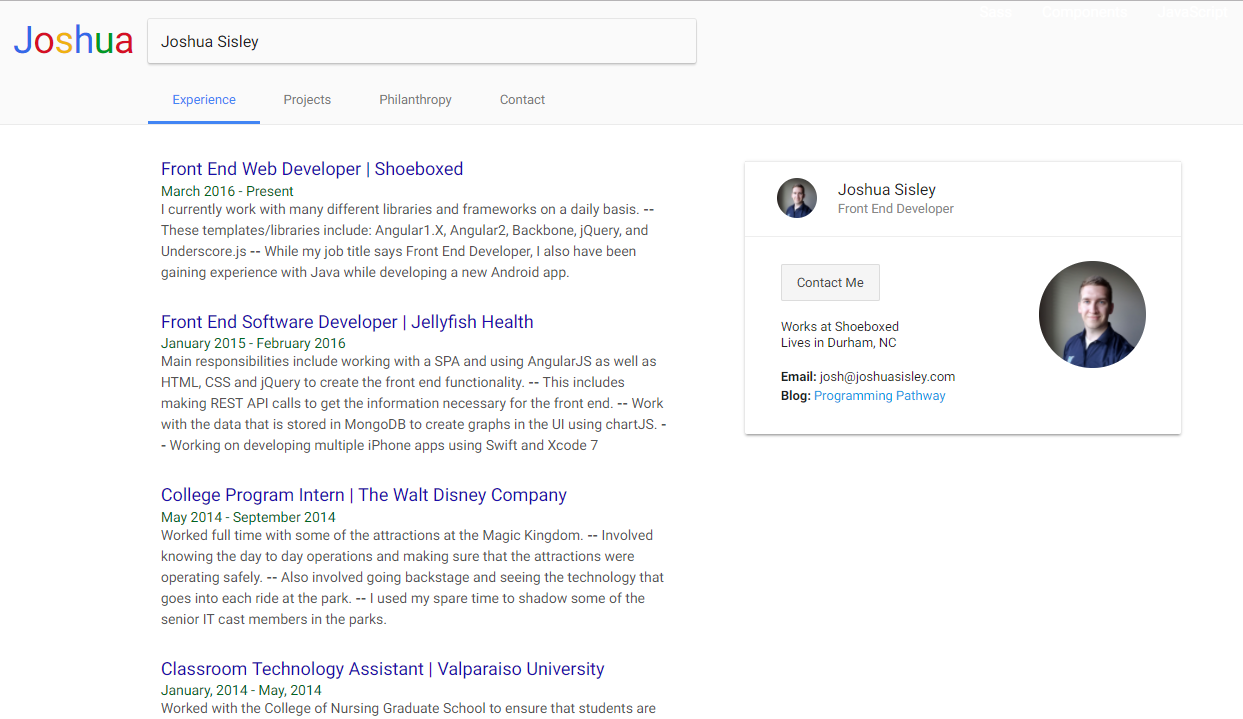 Sass Components JavaScript
Joshua
Joshua Sisley
Experience Projects Philanthropy Contact
Front End Web Developer | Shoeboxed
March 2016 - Present
I currently work with many different libraries and frameworks on a daily basis. --
These templates/libraries include: Angular1.X, Angular2, Backbone, jQuery, and
Underscore.js -- While my job title says Front End Developer, I also have been
gaining experience with Java while developing a new Android app.
Front End Software Developer | Jellyfish Health
January 2015 - February 2016
Main responsibilities include working with a SPA and using AngularJS as well as
HTML, CSS and jQuery to create the front end functionality. -- This includes
making REST API calls to get the information necessary for the front end. -- Work
with the data that is stored in MongoDB to create graphs in the UI using chartJS. -
- Working on developing multiple iPhone apps using Swift and Xcode 7
College Program Intern | The Walt Disney Company
May 2014 - September 2014
Worked full time with some of the attractions at the Magic Kingdom. -- Involved
knowing the day to day operations and making sure that the attractions were
operating safely. -- Also involved going backstage and seeing the technology that
goes into each ride at the park. -- I used my spare time to shadow some of the
senior IT cast members in the parks.
Classroom Technology Assistant | Valparaiso University
January, 2014 - May, 2014
Worked with the College of Nursing Graduate School to ensure that students are
Joshua Sisley
Front End Developer
Contact Me
Works at Shoeboxed
Lives in Durham, NC
Email: josh@joshuasisley.com
Blog: Programming Pathway